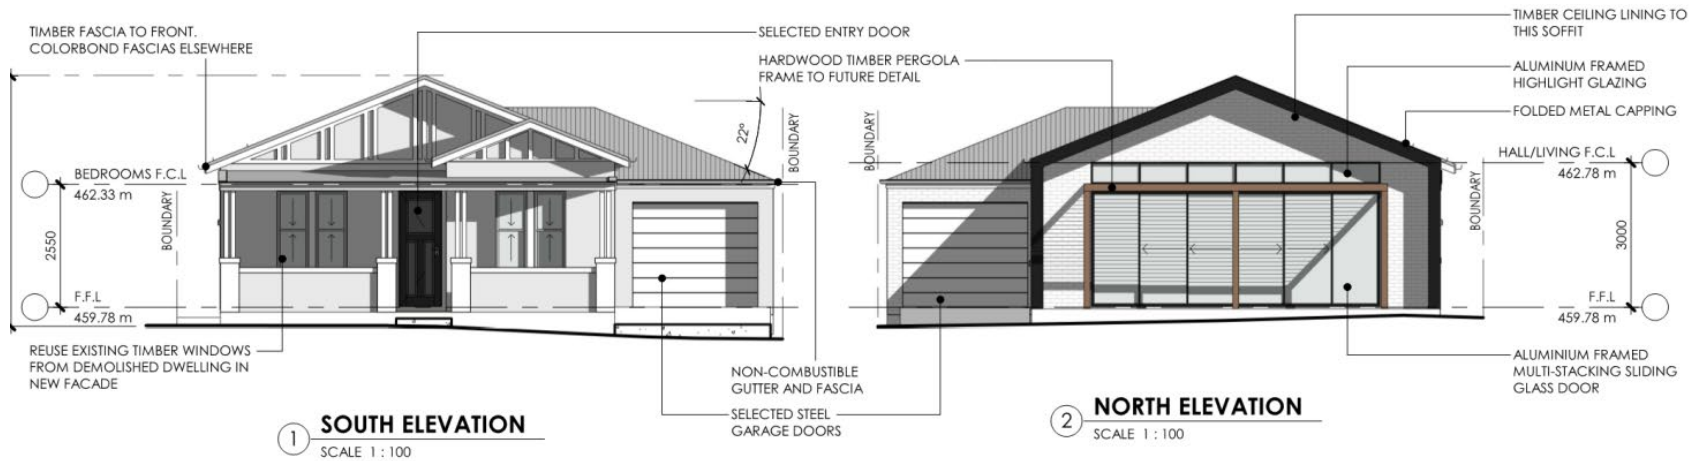 TIMBER FASCIA TO FRONT.
COLORBOND FASCIAS ELSEWHERE
SELECTED ENTRY DOOR
HARDWOOD TIMBER PERGOLA
FRAME TO FUTURE DETAIL
22°
BOUNDARY
BEDROOMS F.C.L
462.33 m
BOUNDARY
2550
F.F.L
459.78 m
REUSE EXISTING TIMBER WINDOWS
FROM DEMOLISHED DWELLING IN
NEW FACADE
NON-COMBUSTIBLE
GUTTER AND FASCIA
SELECTED STEEL
GARAGE DOORS
1
SOUTH ELEVATION
SCALE 1 : 100
TIMBER CEILING LINING TO
THIS SOFFIT
ALUMINUM FRAMED
HIGHLIGHT GLAZING
FOLDED METAL CAPPING
BOUNDARY
HALL/LIVING F.C.L
462.78 m
BOUNDARY
3000
F.F.L
459.78 m
ALUMINIUM FRAMED
MULTI-STACKING SLIDING
GLASS DOOR
2
NORTH ELEVATION
SCALE 1 : 100